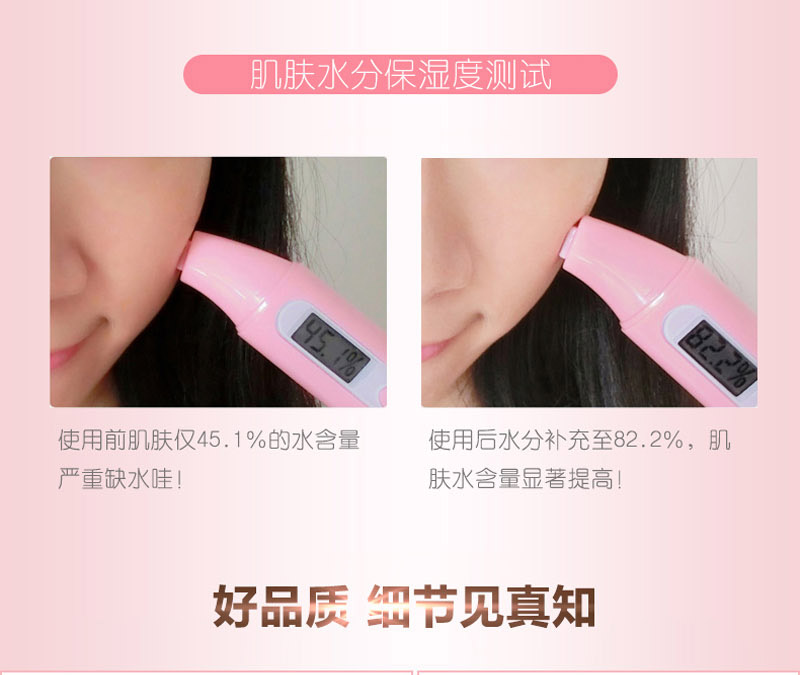 肌肤水分保湿度测试
45.1%
82.2%
使用前肌肤仅45.1%的水含量
严重缺水哇!
使用后水分补充至82.2%，肌
肤水含量显著提高!
好品质 细节见真知